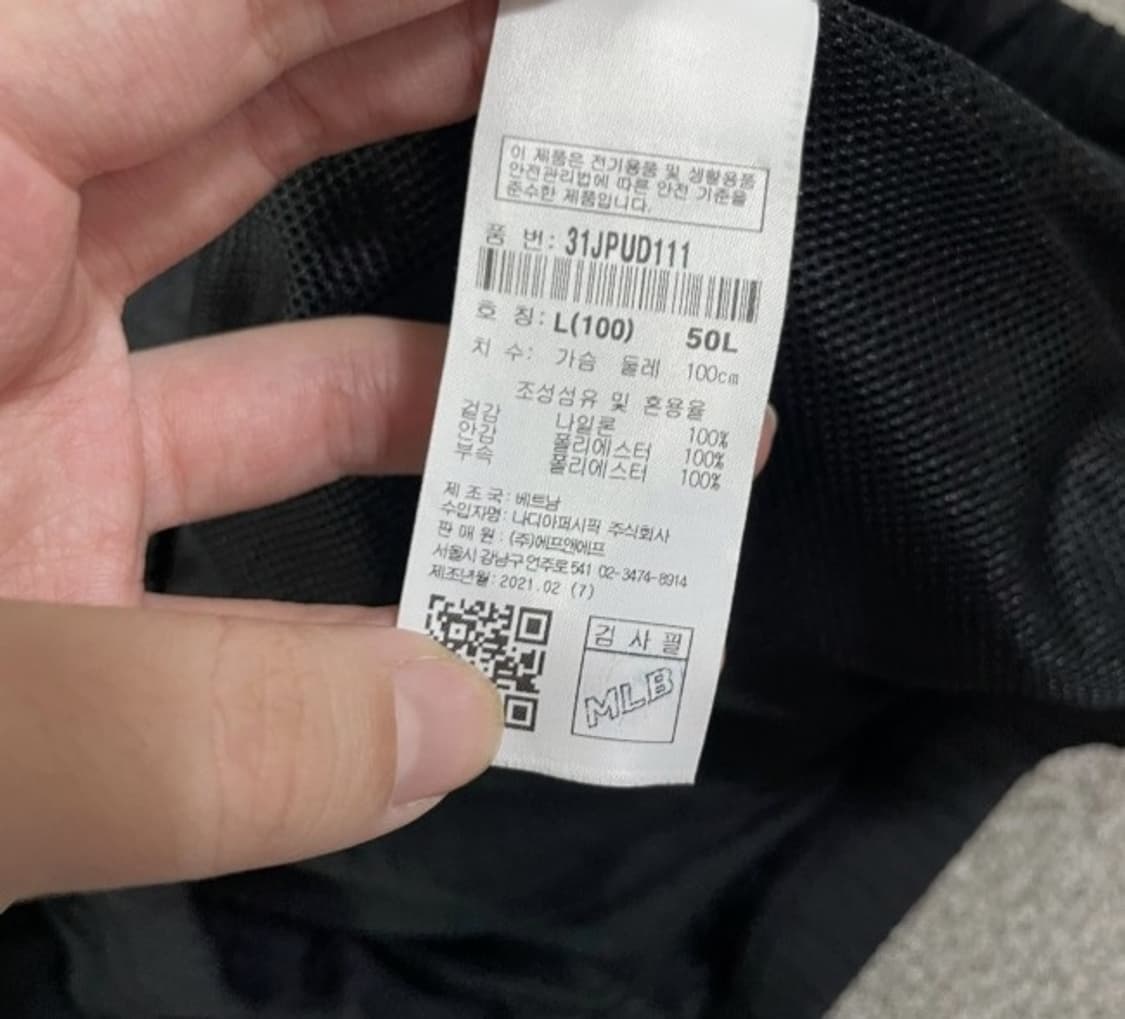 이 제품은 전기용품 및 생활용품
안전관리법에 따른 안전 기준을
준수한 제품입니다.
품 번: 31JPUD111
호 칭: L(100) 50L
치 수: 가슴 둘레 100cm
조성섬유 및 혼용율
겉감 나일론 100%
안감 폴리에스터 100%
부속 폴리에스터 100%
제 조 국: 베트남
수입자명: 나디아퍼시픽 주식회사
판 매 원: (주)에프앤에프
서울시 강남구 언주로 541 02-3474-8914
제조년월: 2021.02 (7)
검 사 필
MLB